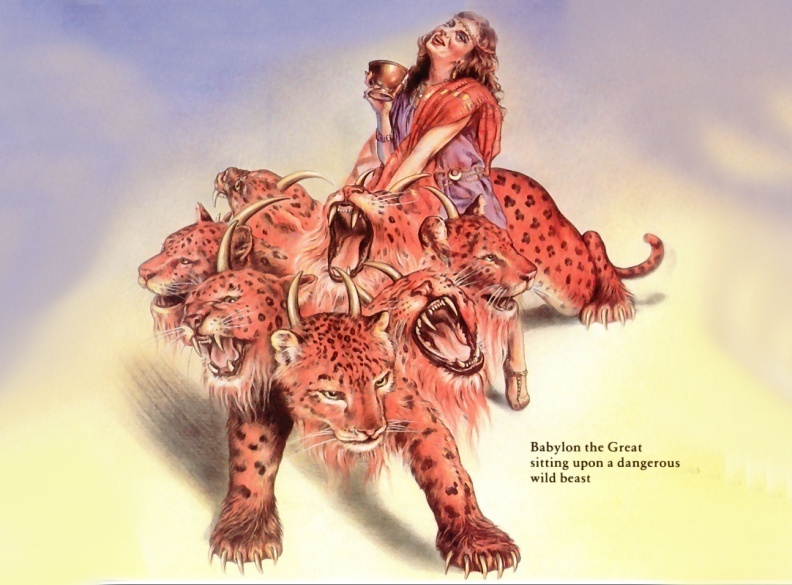 Babylon the Great
sitting upon a dangerous
wild beast